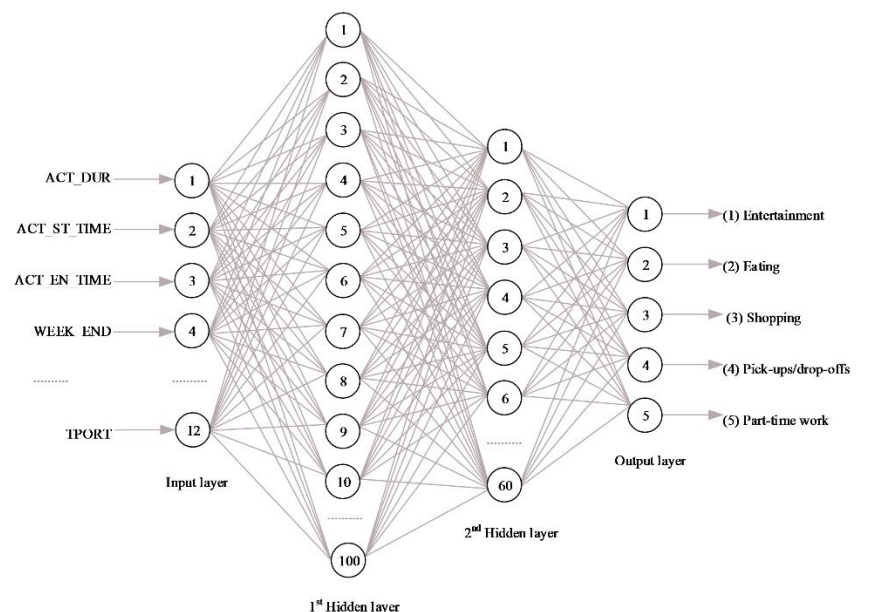 ACT_DUR
ACT_ST_TIME
ACT_EN_TIME
WEEK_END
..........
TPORT
1
2
3
4
..........
12
Input layer
1
2
3
4
5
6
7
8
9
10
..........
100
1st Hidden layer
1
2
3
4
5
6
..........
60
2nd Hidden layer
1
2
3
4
5
Output layer
(1) Entertainment
(2) Eating
(3) Shopping
(4) Pick-ups/drop-offs
(5) Part-time work